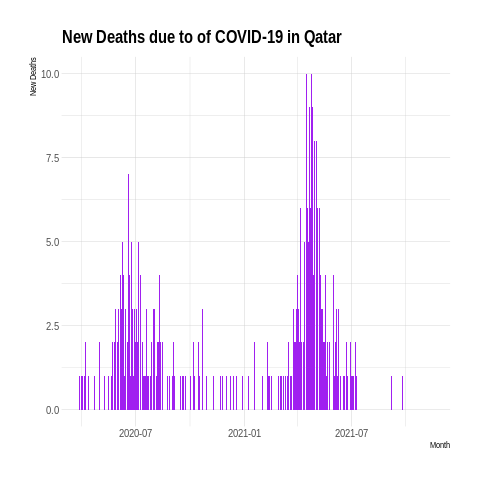 New Deaths due to of COVID-19 in Qatar
New Deaths
10.0
7.5
5.0
2.5
0.0
2020-07
2021-01
2021-07
Month